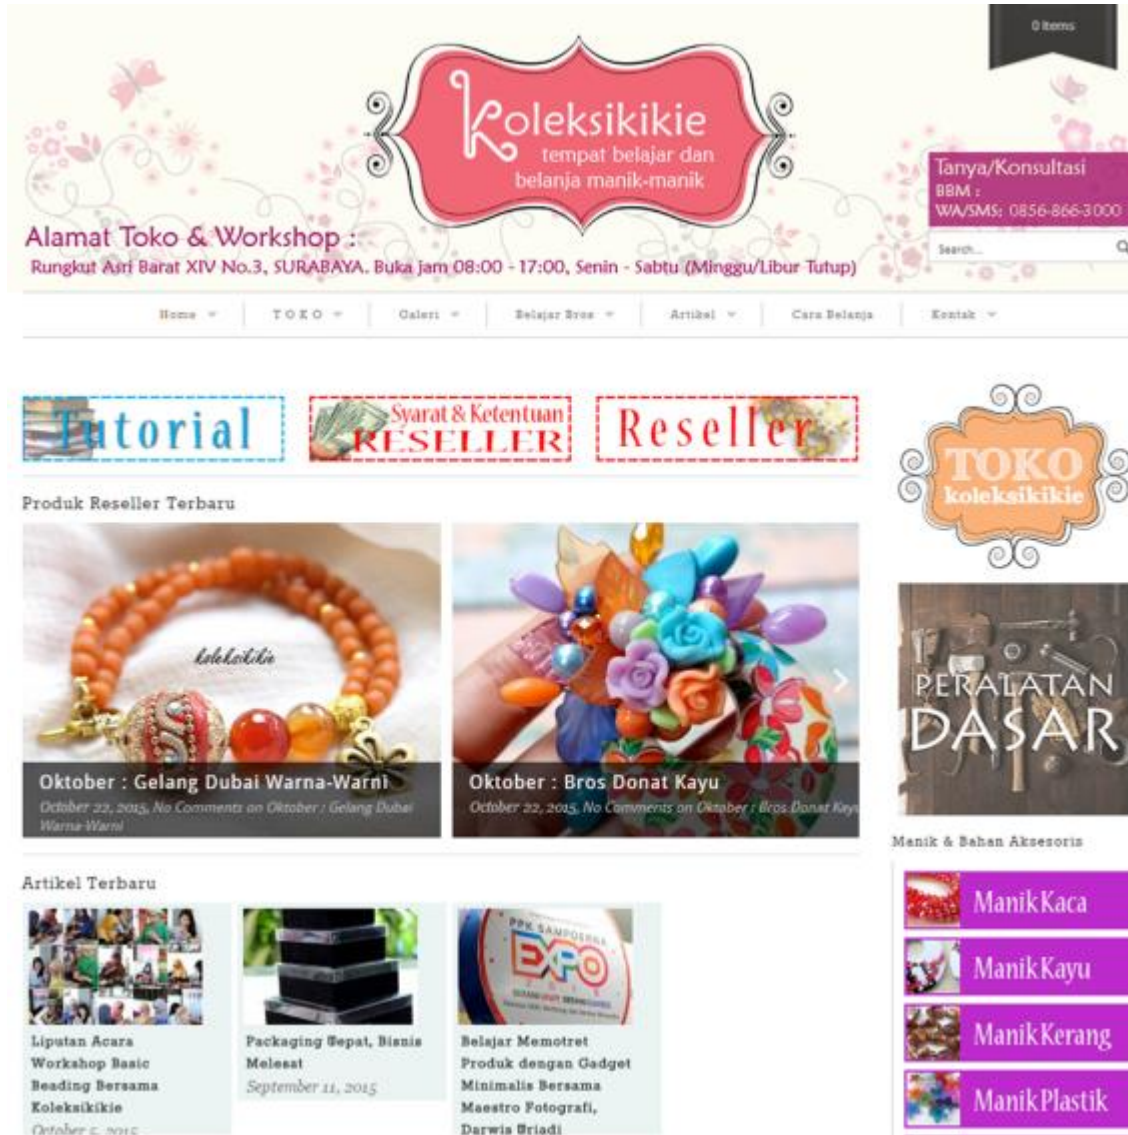 0 Items
Koleksikikie
tempat belajar dan
belanja manik-manik
Tanya/Konsultasi
BBM :
WA/SMS: 0856-866-3000
Search...
Alamat Toko & Workshop :
Rungkut Asri Barat XIV No.3, SURABAYA. Buka jam 08:00 - 17:00, Senin - Sabtu (Minggu/Libur Tutup)
Home TOKO Galeri Belajar Bros Artikel Cara Belanja Kontak
Tutorial
Syarat & Ketentuan
RESELLER
Reseller
TOKO
koleksikikie
Produk Reseller Terbaru
koleksikikie
Oktober : Gelang Dubai Warna-Warni
October 22, 2015, No Comments on Oktober : Gelang Dubai
Warna-Warni
Oktober : Bros Donat Kayu
October 22, 2015, No Comments on Oktober : Bros Donat Kayu
PERALATAN
DASAR
Manik & Bahan Aksesoris
Manik Kaca
Manik Kayu
Manik Kerang
Manik Plastik
Artikel Terbaru
PPK SAMPOERNA
EXPO
Liputan Acara
Workshop Basic
Beading Bersama
Koleksikikie
October 5, 2015
Packaging Tepat, Bisnis
Melesat
September 11, 2015
Belajar Memotret
Produk dengan Gadget
Minimalis Bersama
Maestro Fotografi,
Darwis Triadi